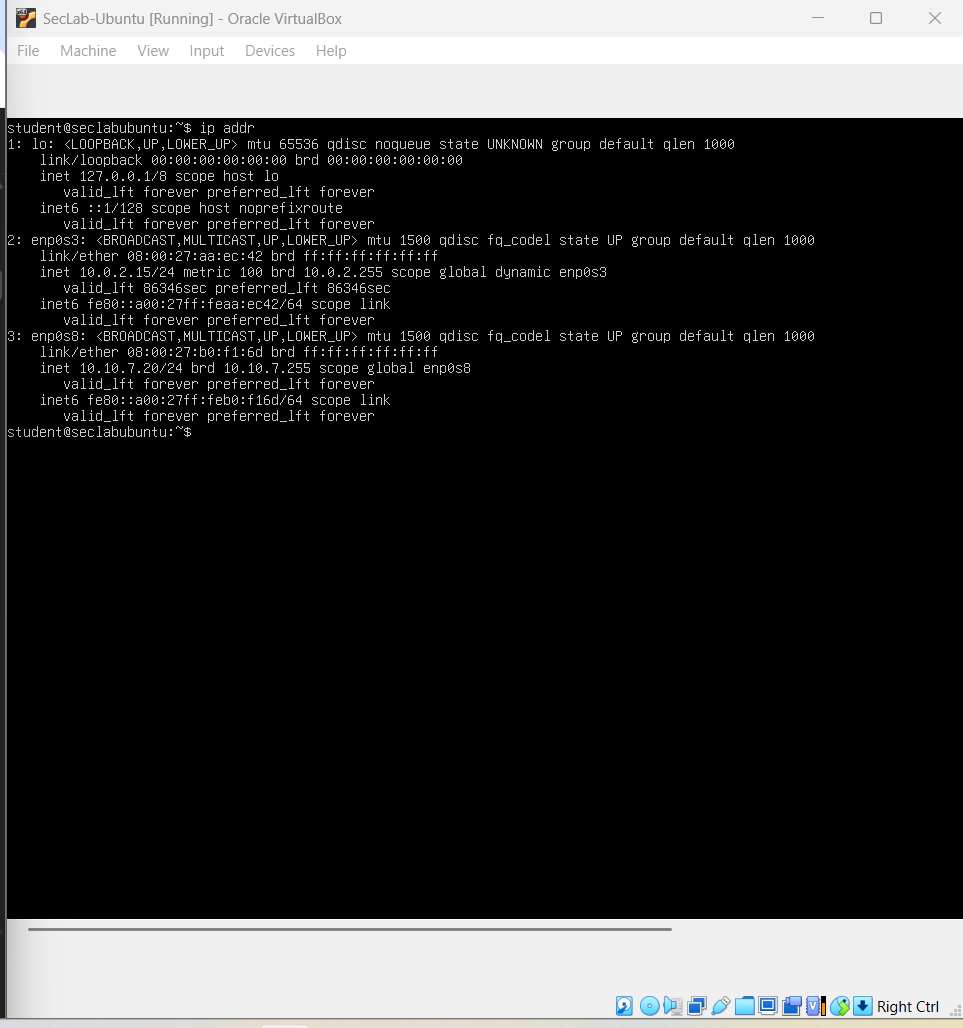 SecLab-Ubuntu [Running] - Oracle VirtualBox
File Machine View Input Devices Help
student@seclabubuntu:~$ ip addr
1: lo: <LOOPBACK,UP,LOWER_UP> mtu 65536 qdisc noqueue state UNKNOWN group default qlen 1000
    link/loopback 00:00:00:00:00:00 brd 00:00:00:00:00:00
    inet 127.0.0.1/8 scope host lo
       valid_lft forever preferred_lft forever
    inet6 ::1/128 scope host noprefixroute
       valid_lft forever preferred_lft forever
2: enp0s3: <BROADCAST,MULTICAST,UP,LOWER_UP> mtu 1500 qdisc fq_codel state UP group default qlen 1000
    link/ether 08:00:27:aa:ec:42 brd ff:ff:ff:ff:ff:ff
    inet 10.0.2.15/24 metric 100 brd 10.0.2.255 scope global dynamic enp0s3
       valid_lft 86346sec preferred_lft 86346sec
    inet6 fe80::a00:27ff:feaa:ec42/64 scope link
       valid_lft forever preferred_lft forever
3: enp0s8: <BROADCAST,MULTICAST,UP,LOWER_UP> mtu 1500 qdisc fq_codel state UP group default qlen 1000
    link/ether 08:00:27:b0:f1:6d brd ff:ff:ff:ff:ff:ff
    inet 10.10.7.20/24 brd 10.10.7.255 scope global enp0s8
       valid_lft forever preferred_lft forever
    inet6 fe80::a00:27ff:feb0:f16d/64 scope link
       valid_lft forever preferred_lft forever
student@seclabubuntu:~$
Right Ctrl